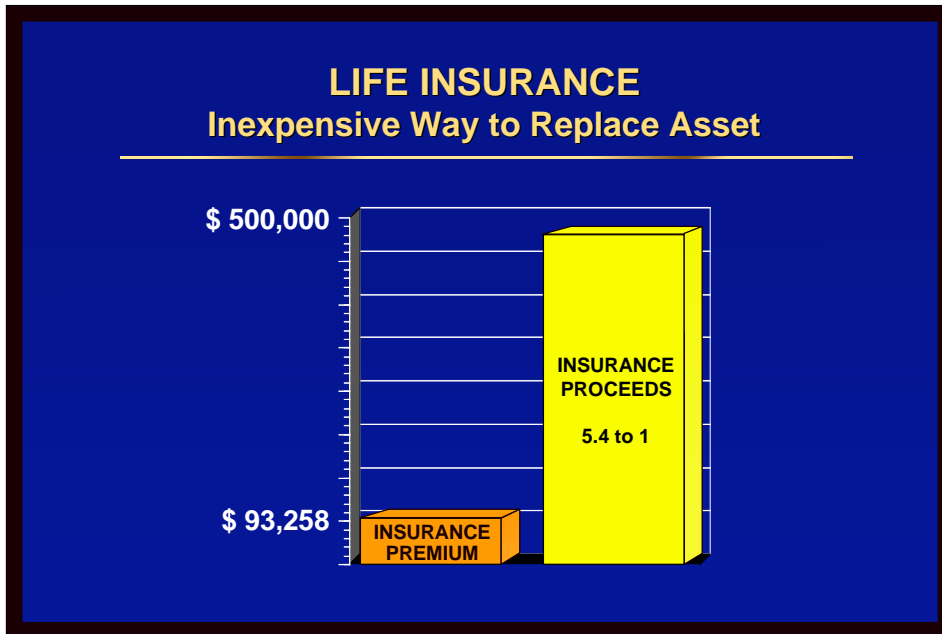 LIFE INSURANCE
Inexpensive Way to Replace Asset
$ 500,000
INSURANCE
PROCEEDS
5.4 to 1
$ 93,258
INSURANCE
PREMIUM